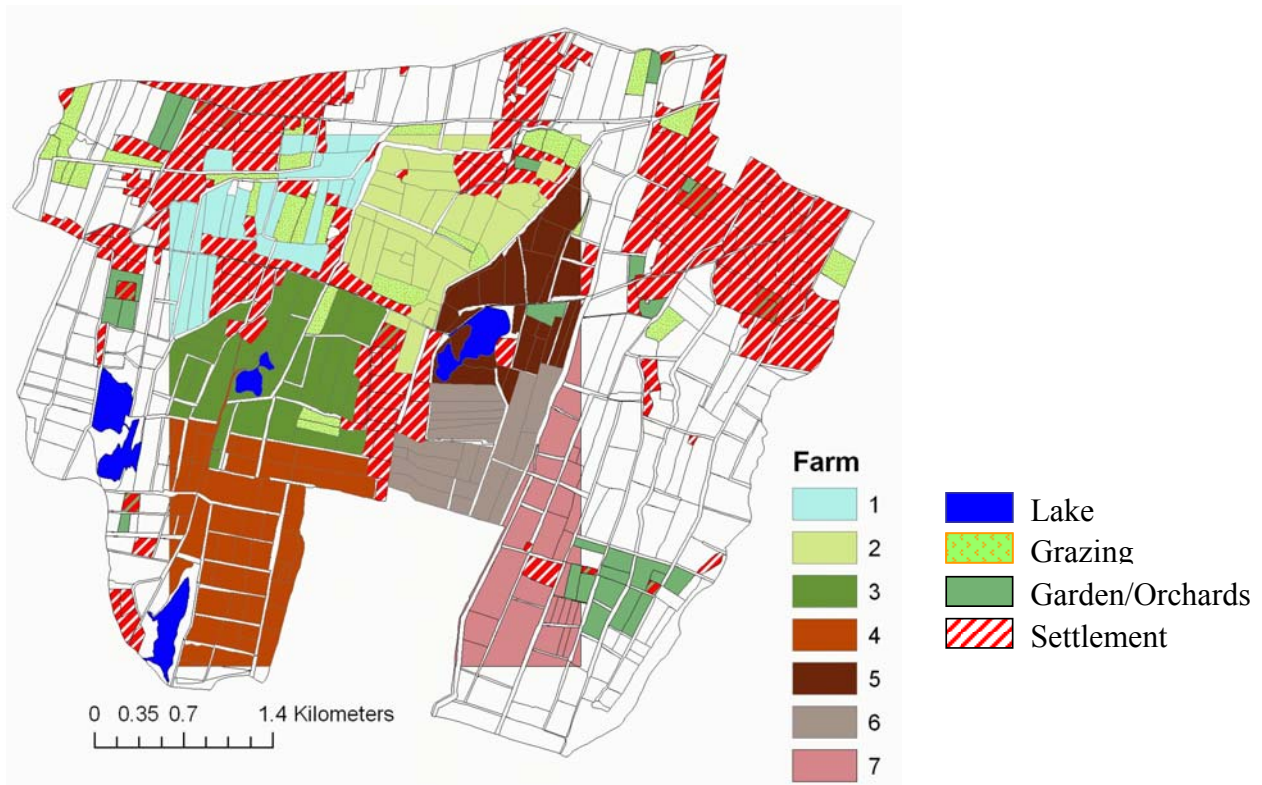 Farm
1
2
3
4
5
6
7
Lake
Grazing
Garden/Orchards
Settlement
0 0.35 0.7 1.4 Kilometers